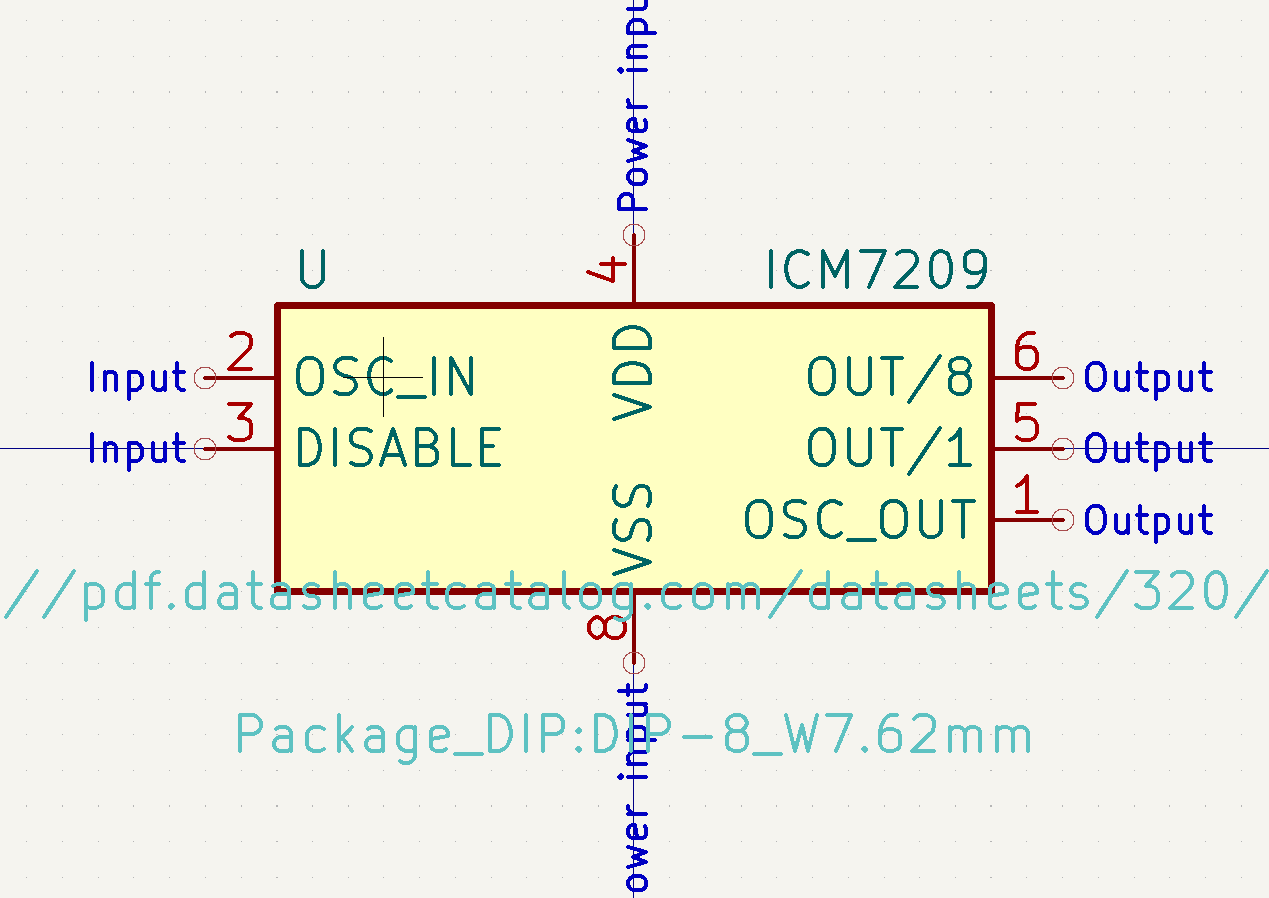 Power inpu
4
U
ICM7209
VDD
Input 2 OSC_IN
OUT/8 6 Output
Input 3 DISABLE
OUT/1 5 Output
VSS
OSC_OUT 1 Output
//pdf.datasheetcatalog.com/datasheets/320/
8
Package_DIP:DIP-8_W7.62mm
ower input